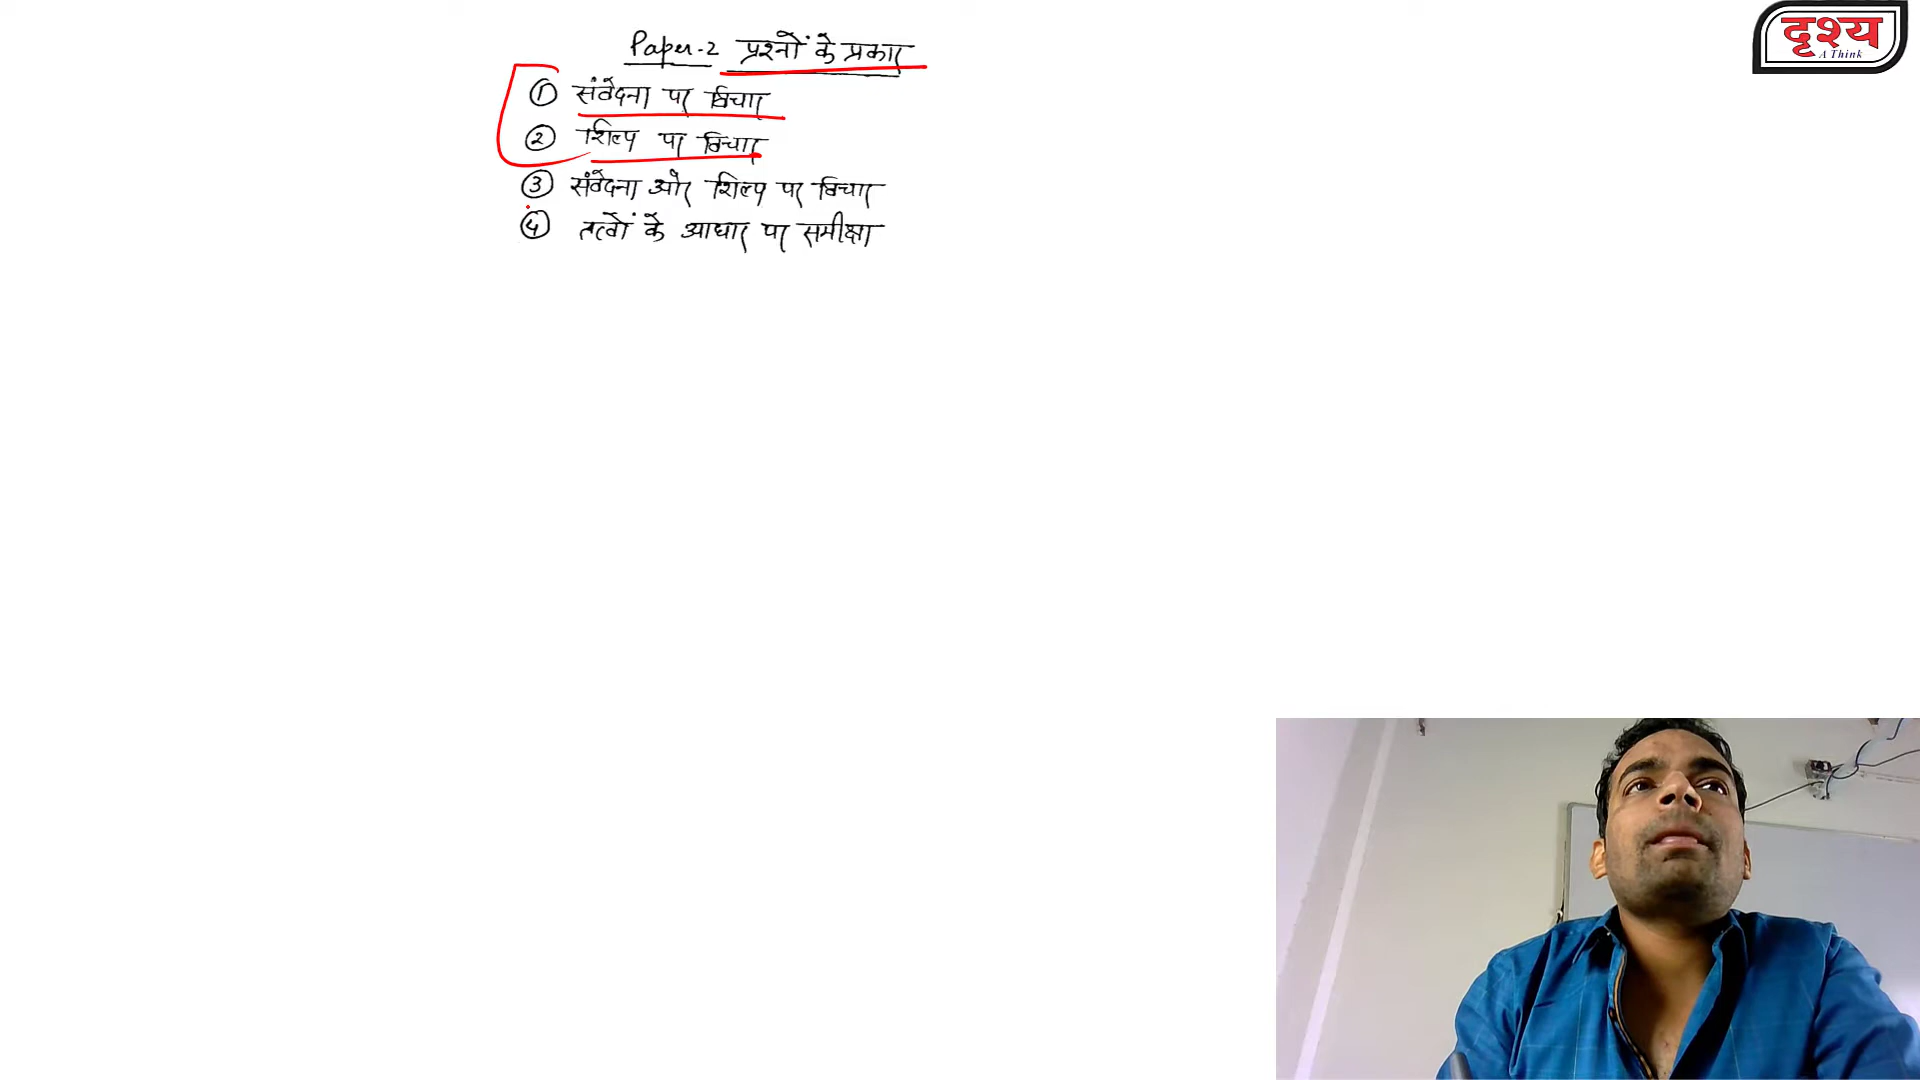 दृश्य
A Think
Paper-2 प्रश्नों के प्रकार
① संवेदना पर विचार
② शिल्प पर विचार
③ संवेदना और शिल्प पर विचार
④ तत्वों के आधार पर समीक्षा